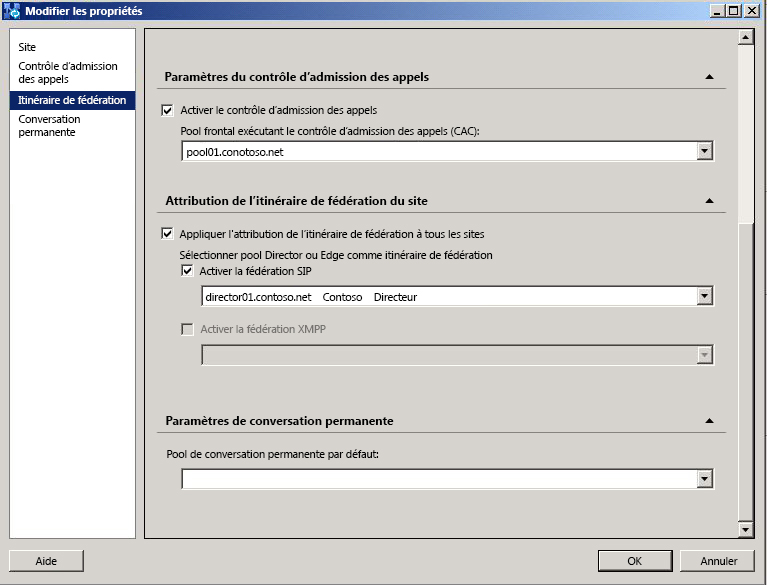 Modifier les propriétés
Site
Contrôle d'admission
des appels
Itinéraire de fédération
Conversation
permanente
Paramètres du contrôle d'admission des appels
Activer le contrôle d'admission des appels
Pool frontal exécutant le contrôle d'admission des appels (CAC):
pool01.conotoso.net
Attribution de l'itinéraire de fédération du site
Appliquer l'attribution de l'itinéraire de fédération à tous les sites
Sélectionner pool Director ou Edge comme itinéraire de fédération
Activer la fédération SIP
director01.contoso.net Contoso Directeur
Activer la fédération XMPP
Paramètres de conversation permanente
Pool de conversation permanente par défaut:
Aide
OK
Annuler